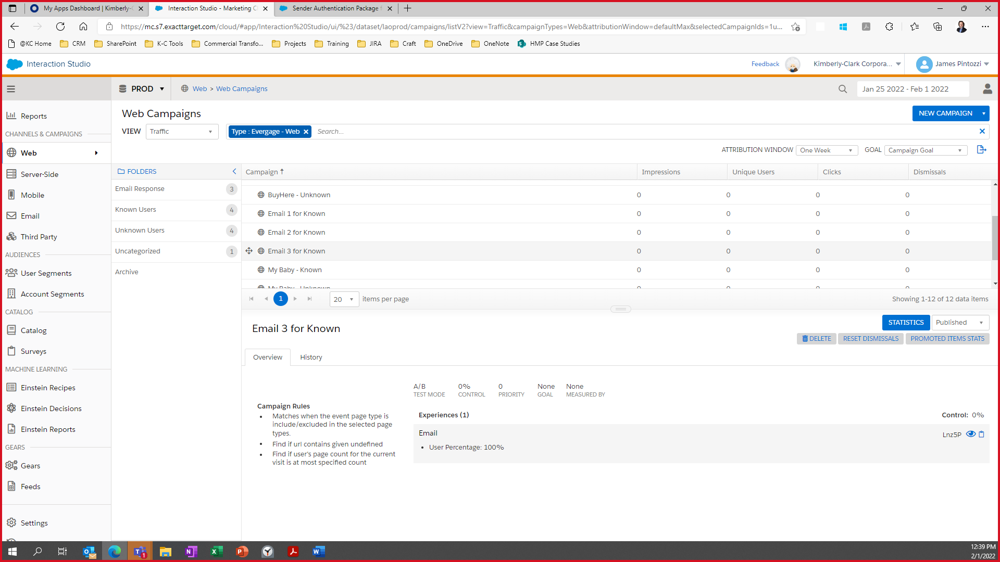 My Apps Dashboard | Kimberly-C
Interaction Studio - Marketing Cl
Sender Authentication Package f
https://mc.s7.exacttarget.com/cloud/#app/Interaction%20Studio/ui/%23/dataset/laoprod/campaigns/listV2?view=Traffic&campaignTypes=Web&attributionWindow=defaultMax&selectedCampaignIds=1u...
@KC Home CRM SharePoint K-C Tools Commercial Transfo... Projects Training JIRA Craft OneDrive OneNote HMP Case Studies
Interaction Studio
Feedback
Kimberly-Clark Corpora...
James Pintozzi
PROD
Web > Web Campaigns
Jan 25 2022 - Feb 1 2022
Reports
CHANNELS & CAMPAIGNS
Web
Server-Side
Mobile
Email
Third Party
AUDIENCES
User Segments
Account Segments
CATALOG
Catalog
Surveys
MACHINE LEARNING
Einstein Recipes
Einstein Decisions
Einstein Reports
GEARS
Gears
Feeds
Settings
Web Campaigns
NEW CAMPAIGN
VIEW Traffic
Type : Evergage - Web
Search...
ATTRIBUTION WINDOW One Week GOAL Campaign Goal
FOLDERS
Email Response 3
Known Users 4
Unknown Users 4
Uncategorized 1
Archive
Campaign Impressions Unique Users Clicks Dismissals
BuyHere - Unknown 0 0 0 0
Email 1 for Known 0 0 0 0
Email 2 for Known 0 0 0 0
Email 3 for Known 0 0 0 0
My Baby - Known 0 0 0 0
My Baby - Unknown 0 0 0 0
1
20 items per page
Showing 1-12 of 12 data items
Email 3 for Known
STATISTICS Published
DELETE RESET DISMISSALS PROMOTED ITEMS STATS
Overview History
A/B 0% 0 None None
TEST MODE CONTROL PRIORITY GOAL MEASURED BY
Campaign Rules
Matches when the event page type is
include/excluded in the selected page
types.
Find if url contains given undefined
Find if user's page count for the current
visit is at most specified count
Experiences (1)
Control: 0%
Email
Lnz5P
User Percentage: 100%
12:39 PM
2/1/2022